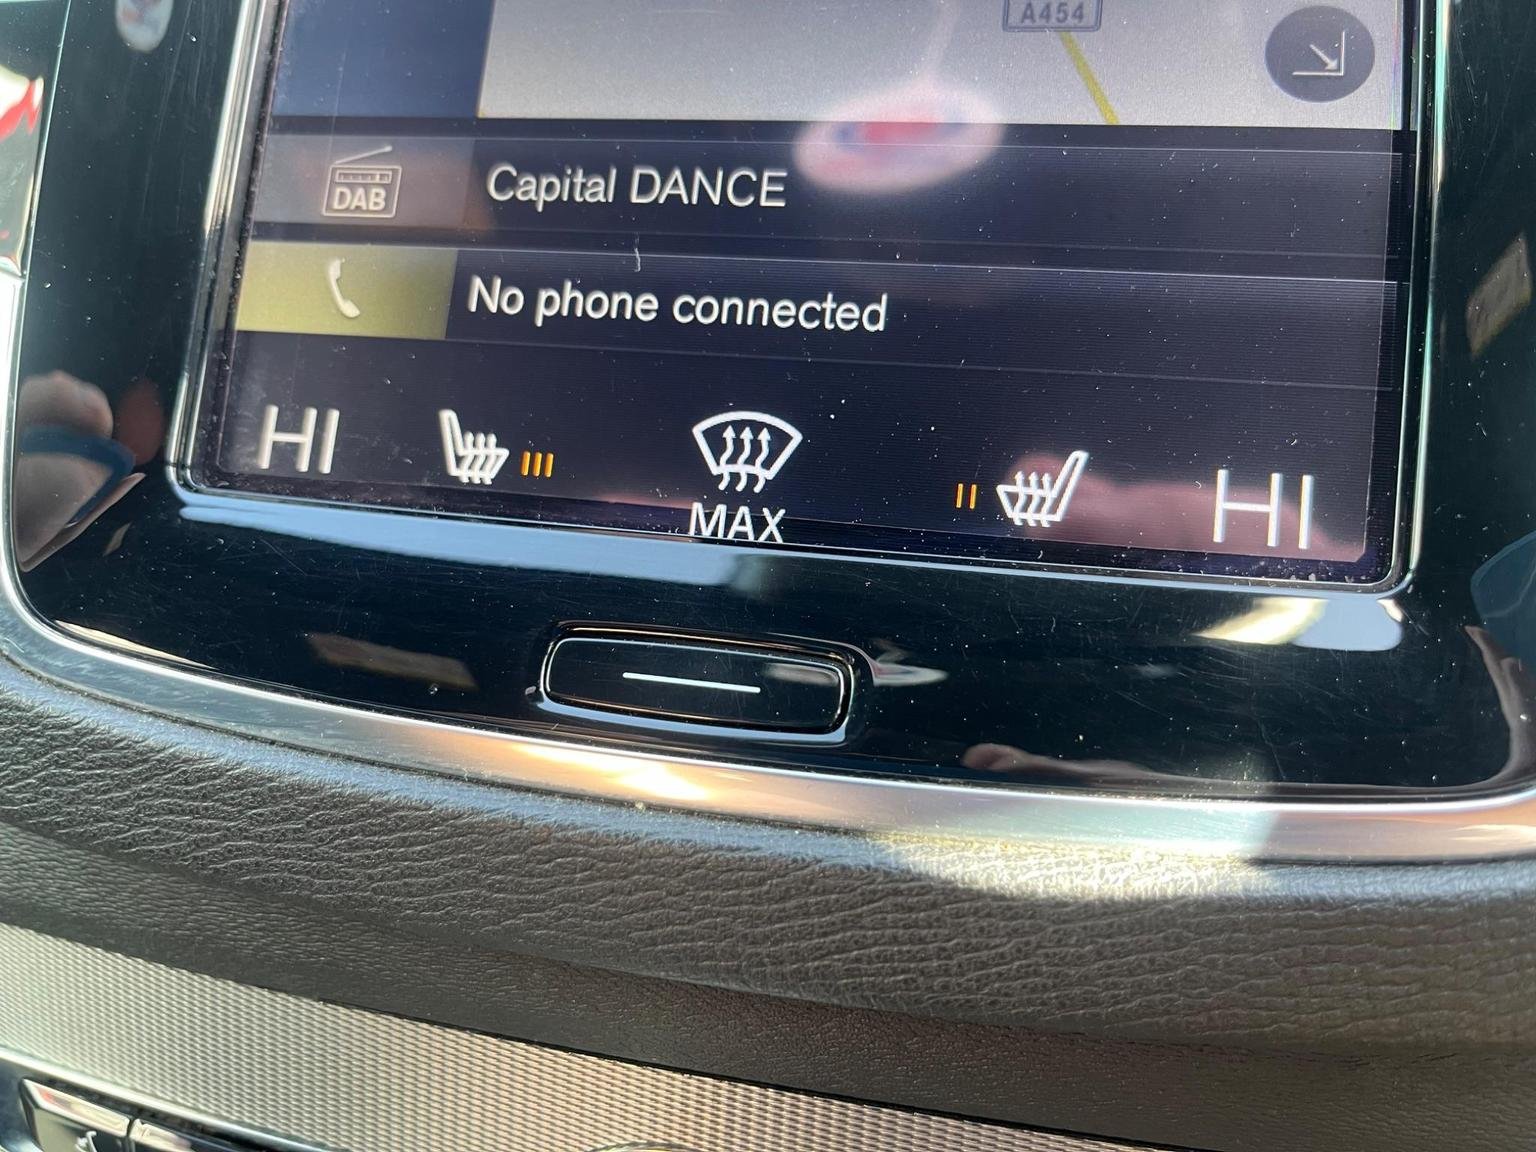 A454
DAB
Capital DANCE
No phone connected
HI
MAX
HI